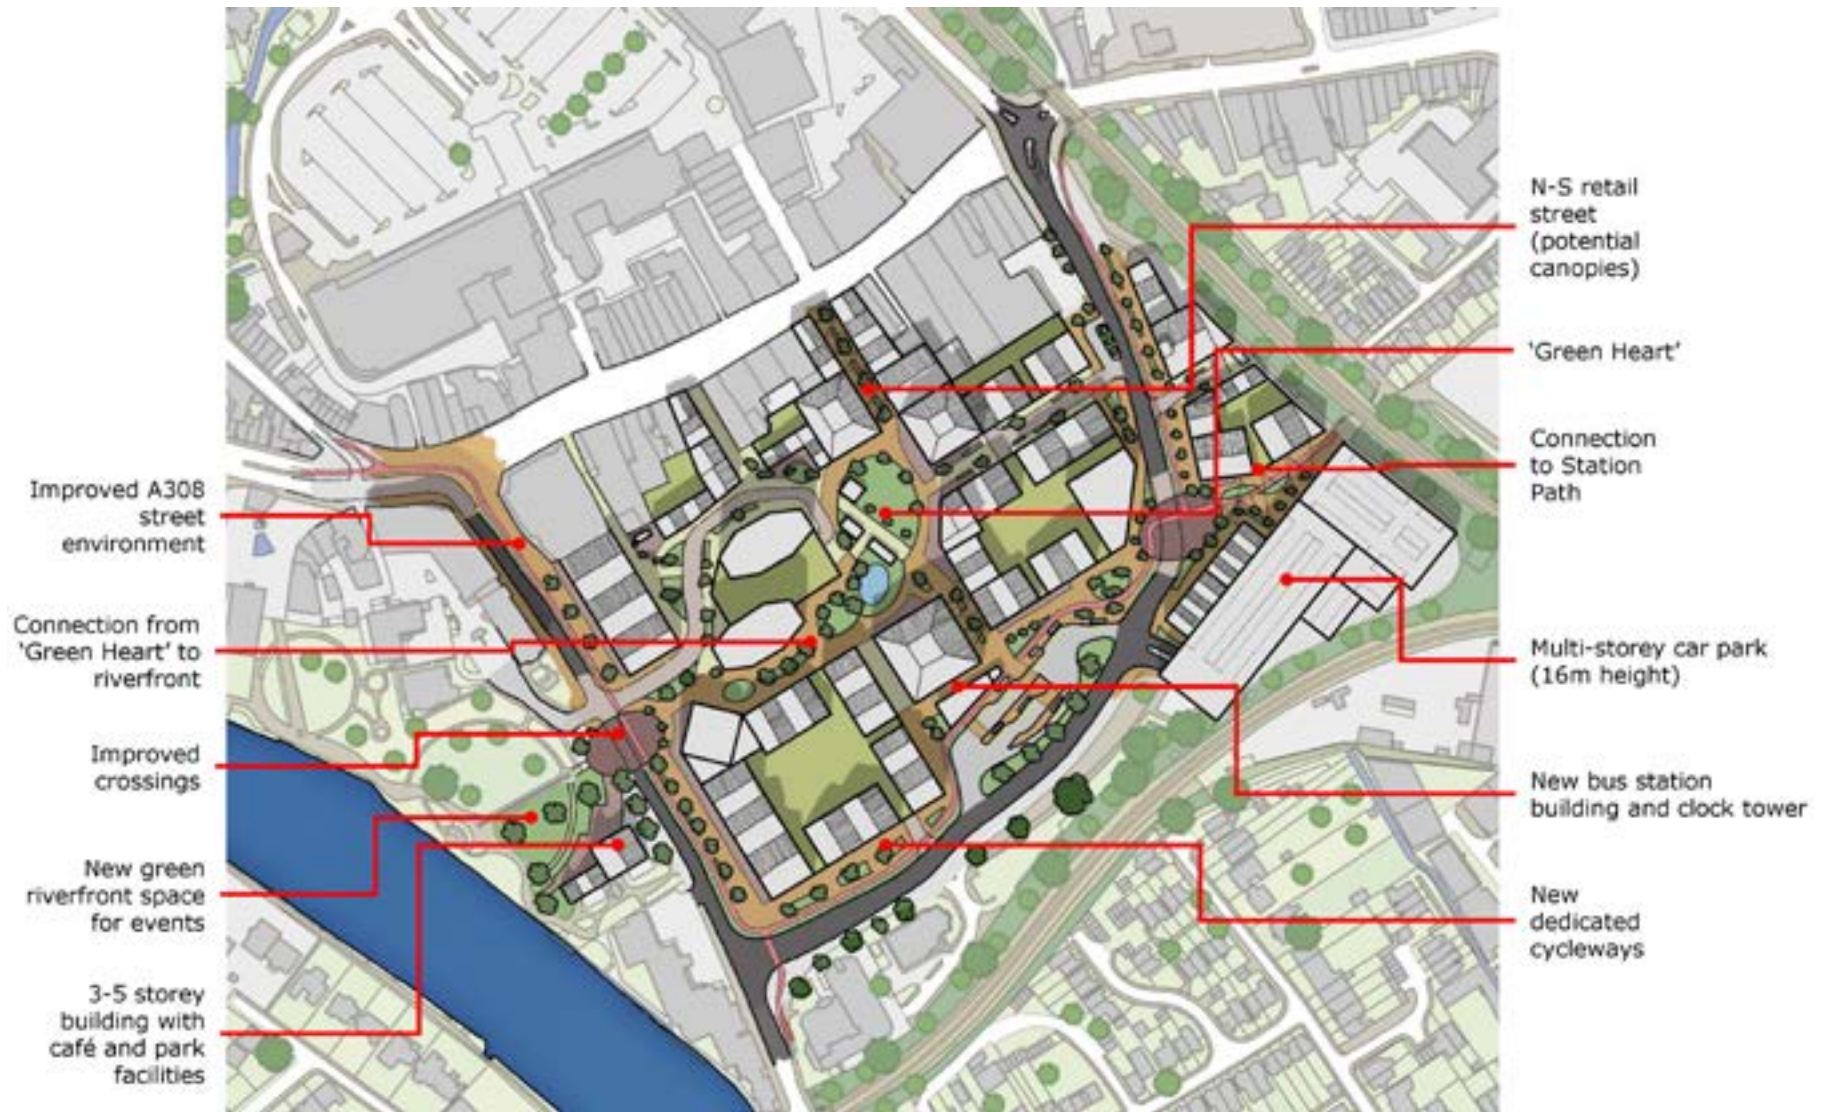 Improved A308
street
environment
Connection from
‘Green Heart’ to
riverfront
Improved
crossings
New green
riverfront space
for events
3-5 storey
building with
café and park
facilities
N-S retail
street
(potential
canopies)
‘Green Heart’
Connection
to Station
Path
Multi-storey car park
(16m height)
New bus station
building and clock tower
New
dedicated
cycleways